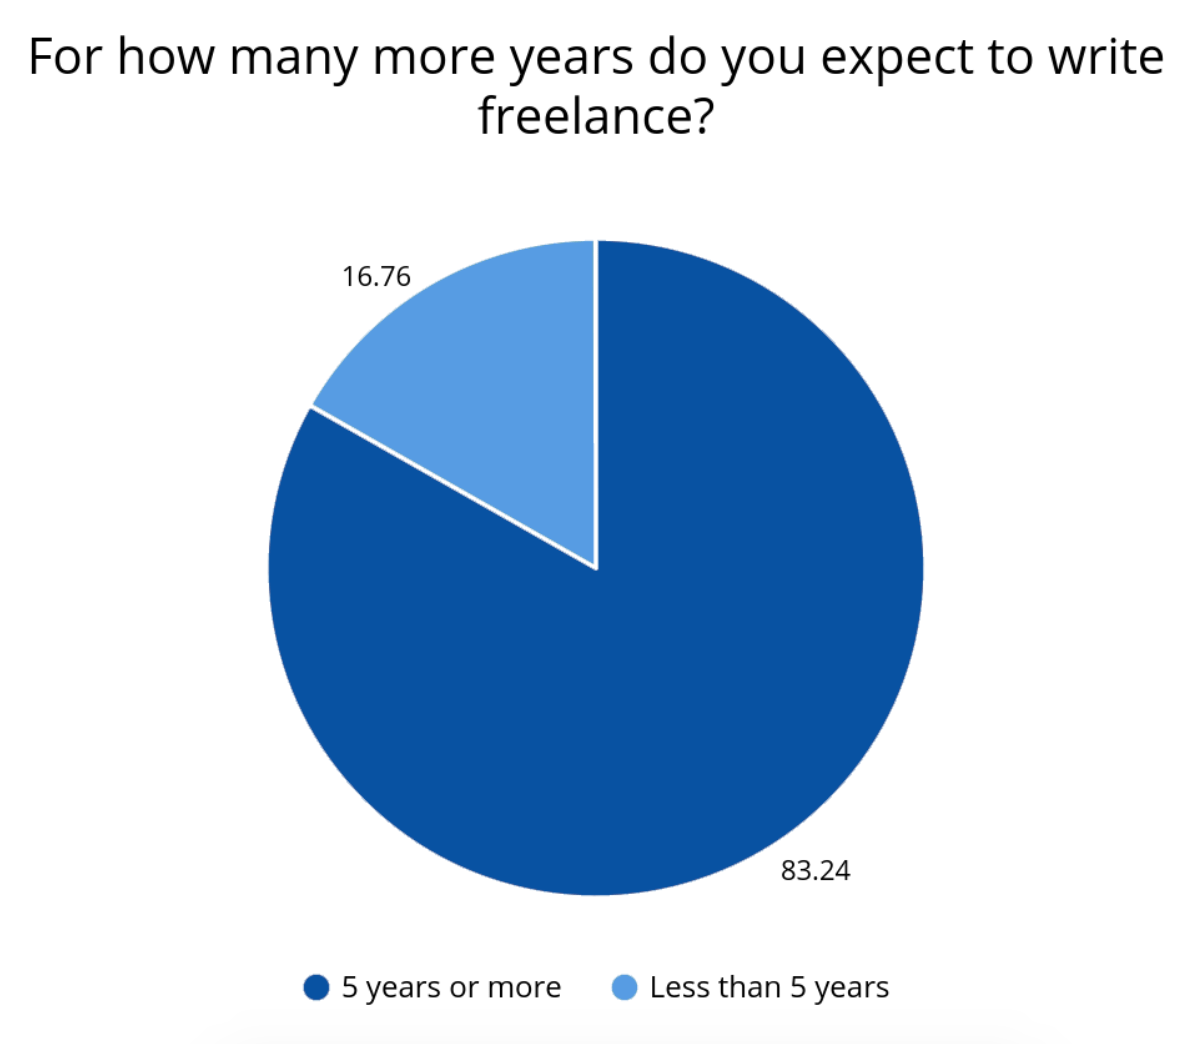 For how many more years do you expect to write
freelance?
16.76
83.24
5 years or more
Less than 5 years